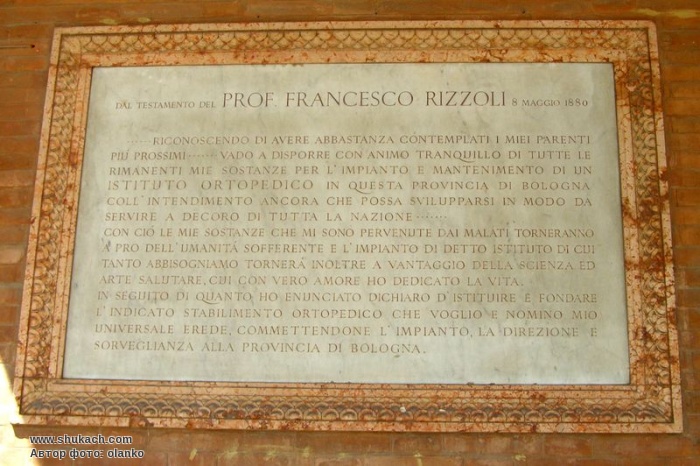 DAL TESTAMENTO DEL PROF. FRANCESCO RIZZOLI 8 MAGGIO 1880
......RICONOSCENDO DI AVERE ABBASTANZA CONTEMPLATI I MIEI PARENTI
PIÙ PROSSIMI.......VADO A DISPORRE CON ANIMO TRANQUILLO DI TUTTE LE
RIMANENTI MIE SOSTANZE PER L'IMPIANTO E MANTENIMENTO DI UN
ISTITUTO ORTOPEDICO IN QUESTA PROVINCIA DI BOLOGNA
COLL'INTENDIMENTO ANCORA CHE POSSA SVILUPPARSI IN MODO DA
SERVIRE A DECORO DI TUTTA LA NAZIONE.......
CON CIÓ LE MIE SOSTANZE CHE MI SONO PERVENUTE DAI MALATI, TORNERANNO
A PRO DELL'UMANITÀ SOFFERENTE E L'IMPIANTO DI DETTO ISTITUTO DI CUI
TANTO ABBISOGNIAMO TORNERÀ INOLTRE A VANTAGGIO DELLA SCIENZA ED
ARTE SALUTARE, CUI CON VERO AMORE HO DEDICATO LA VITA.
IN SEGUITO DI QUANTO HO ENUNCIATO DICHIARO D'ISTITUIRE E FONDARE
L'INDICATO STABILIMENTO ORTOPEDICO CHE VOGLIO E NOMINO MIO
UNIVERSALE EREDE, COMMETTENDONE L'IMPIANTO, LA DIREZIONE E
SORVEGLIANZA ALLA PROVINCIA DI BOLOGNA.
www.shukach.com
Автор фото: olanko